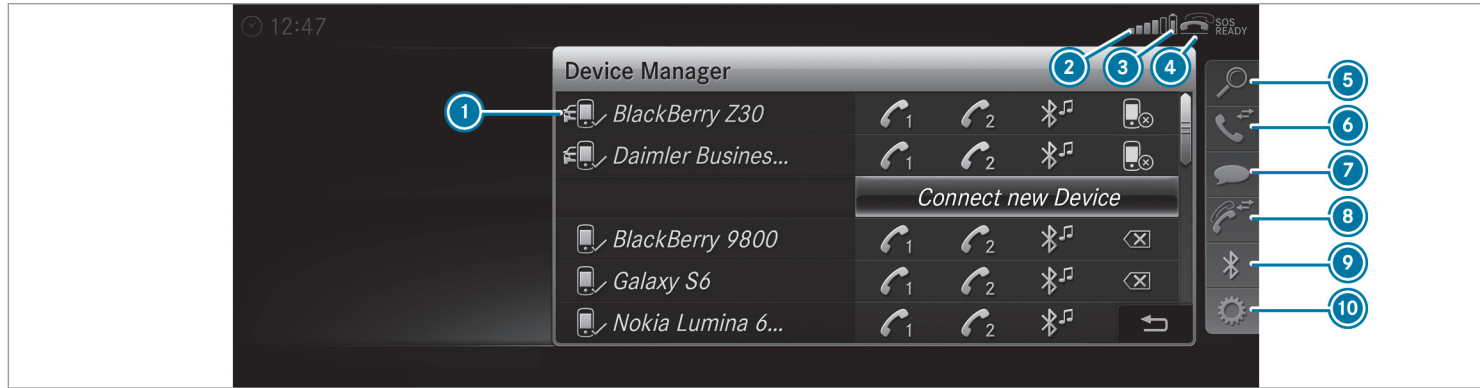 12:47
SOS
READY
2
3
4
Device Manager
5
1
BlackBerry Z30
1
2
6
Daimler Busines...
1
2
7
Connect new Device
8
BlackBerry 9800
1
2
9
Galaxy S6
1
2
10
Nokia Lumina 6...
1
2